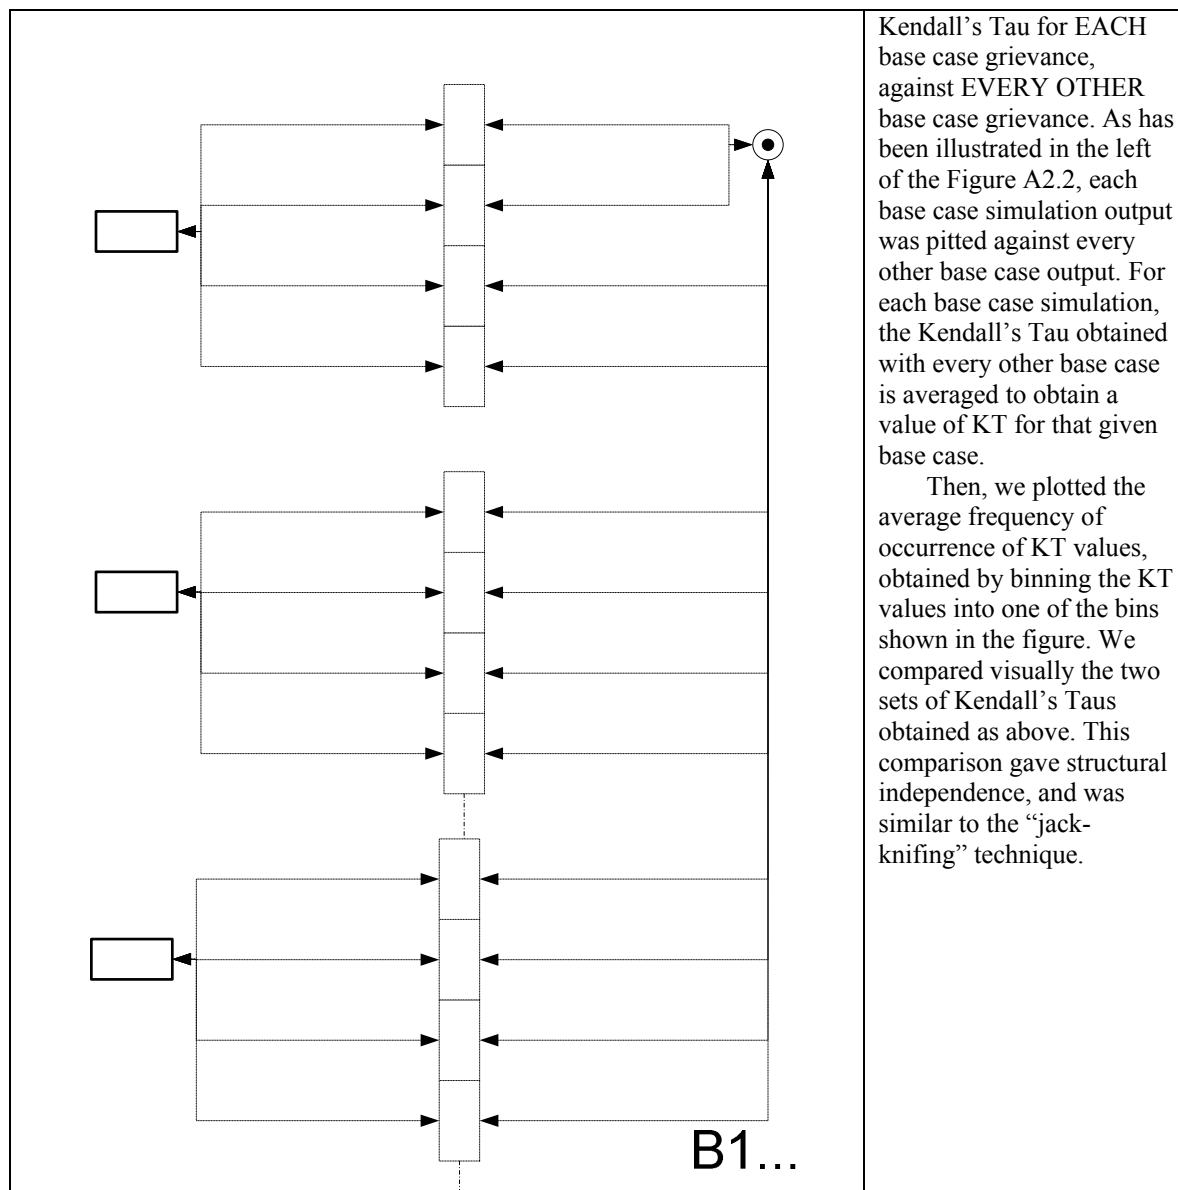 Kendall’s Tau for EACH
base case grievance,
against EVERY OTHER
base case grievance. As has
been illustrated in the left
of the Figure A2.2, each
base case simulation output
was pitted against every
other base case output. For
each base case simulation,
the Kendall’s Tau obtained
with every other base case
is averaged to obtain a
value of KT for that given
base case.
Then, we plotted the
average frequency of
occurrence of KT values,
obtained by binning the KT
values into one of the bins
shown in the figure. We
compared visually the two
sets of Kendall’s Taus
obtained as above. This
comparison gave structural
independence, and was
similar to the “jack-
knifing” technique.
B1...